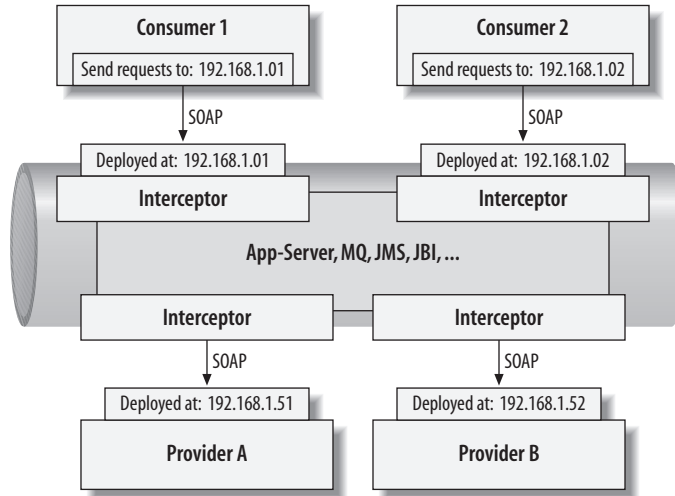 Consumer 1
Send requests to: 192.168.1.01
Consumer 2
Send requests to: 192.168.1.02
SOAP
SOAP
Deployed at: 192.168.1.01
Deployed at: 192.168.1.02
Interceptor
Interceptor
App-Server, MQ, JMS, JBI, ...
Interceptor
Interceptor
SOAP
SOAP
Deployed at: 192.168.1.51
Deployed at: 192.168.1.52
Provider A
Provider B